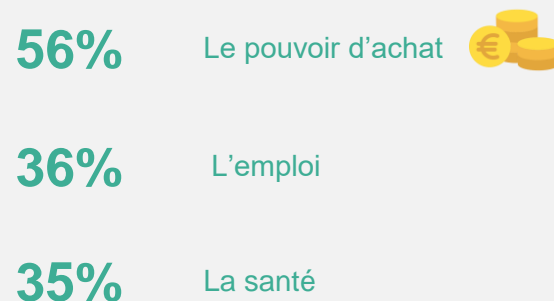 56% Le pouvoir d’achat €
36% L’emploi
35% La santé